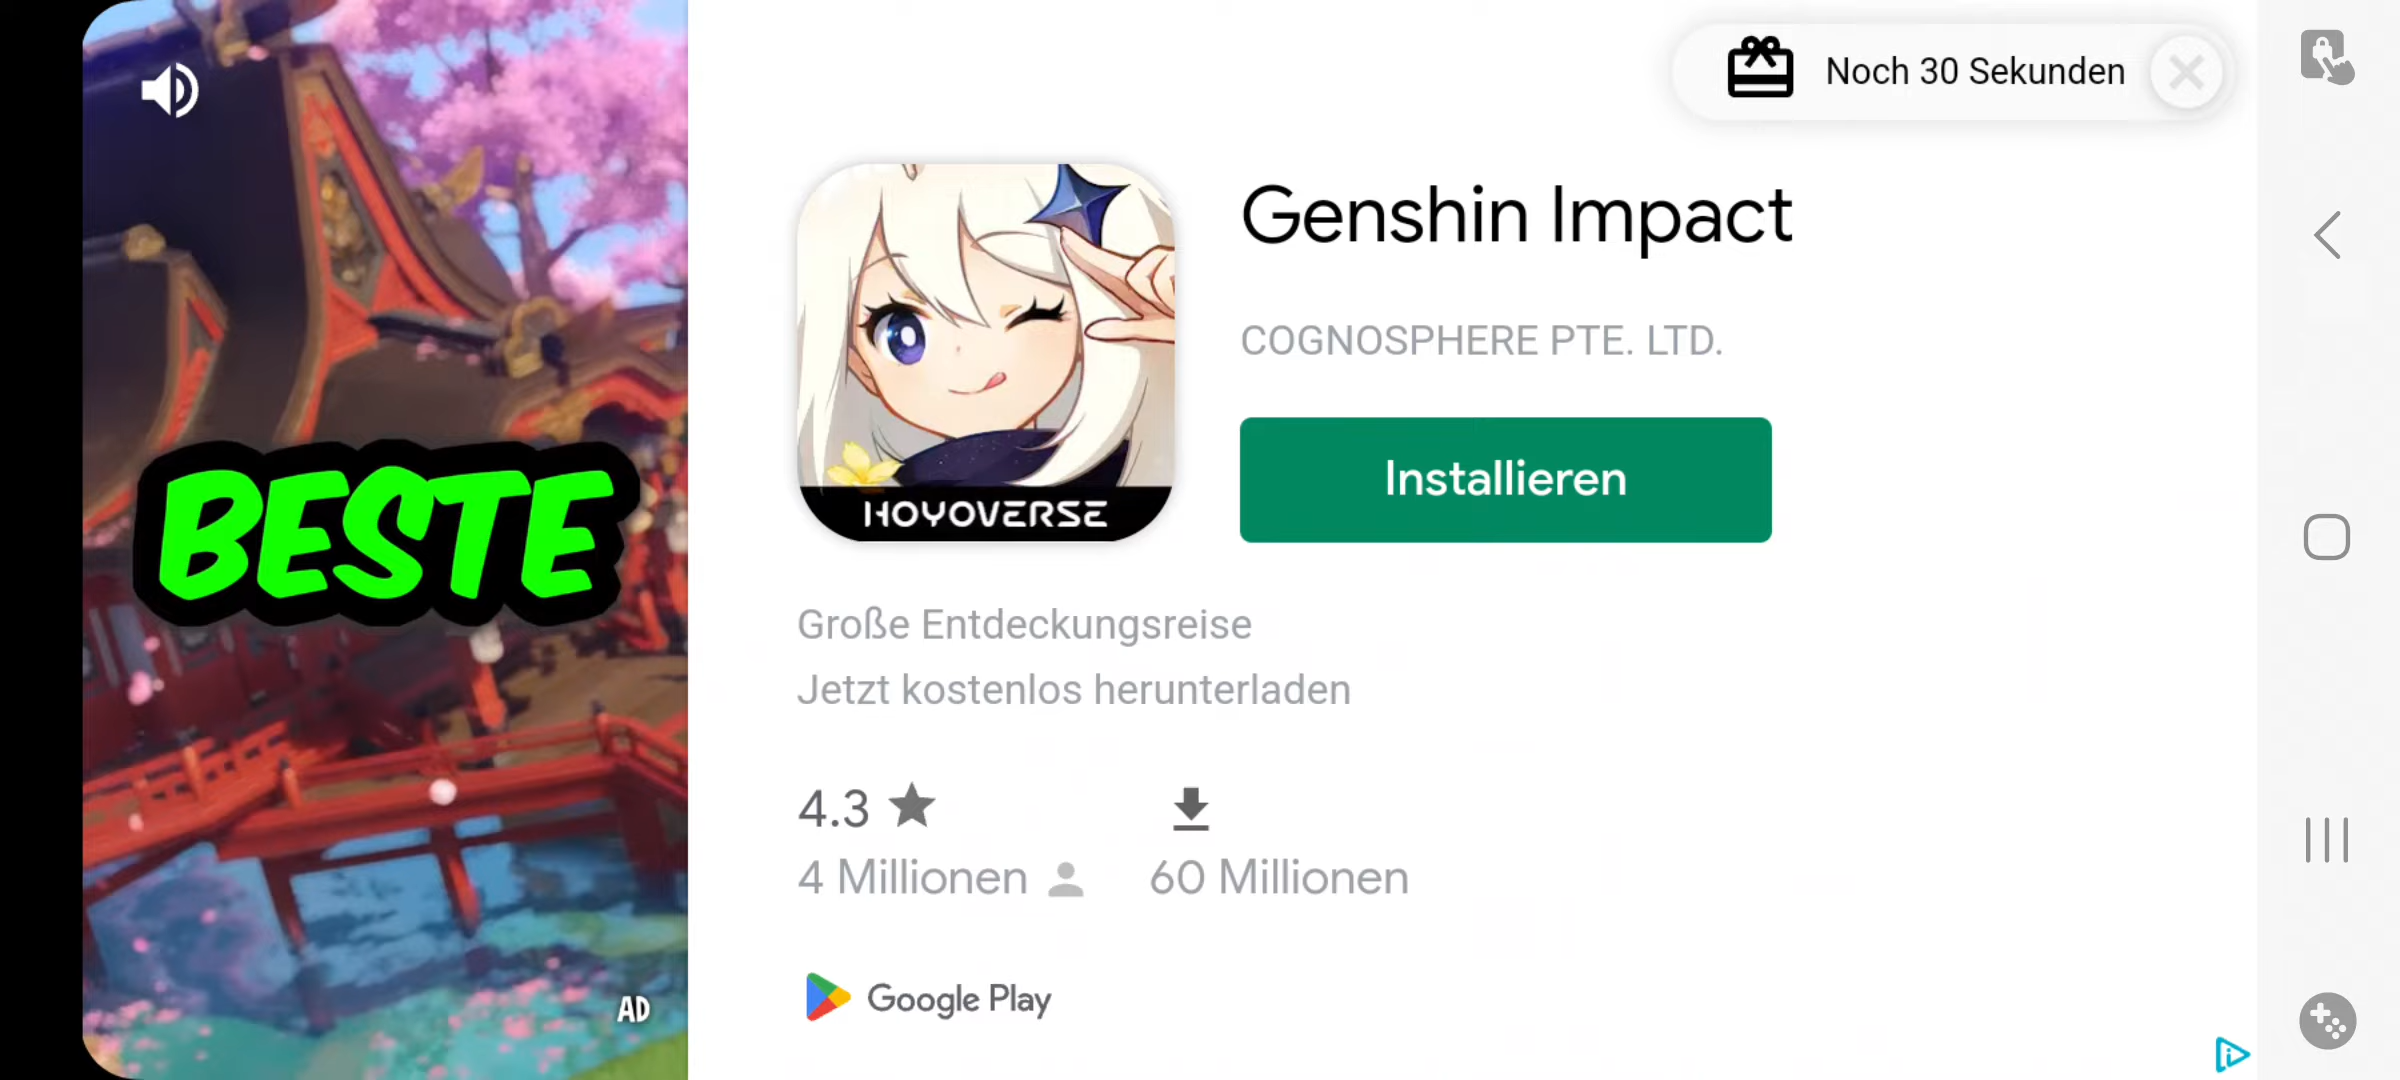 Noch 30 Sekunden
Genshin Impact
COGNOSPHERE PTE. LTD.
HOYOVERSE
Installieren
BESTE
Große Entdeckungsreise
Jetzt kostenlos herunterladen
4.3
4 Millionen
60 Millionen
Google Play
AD